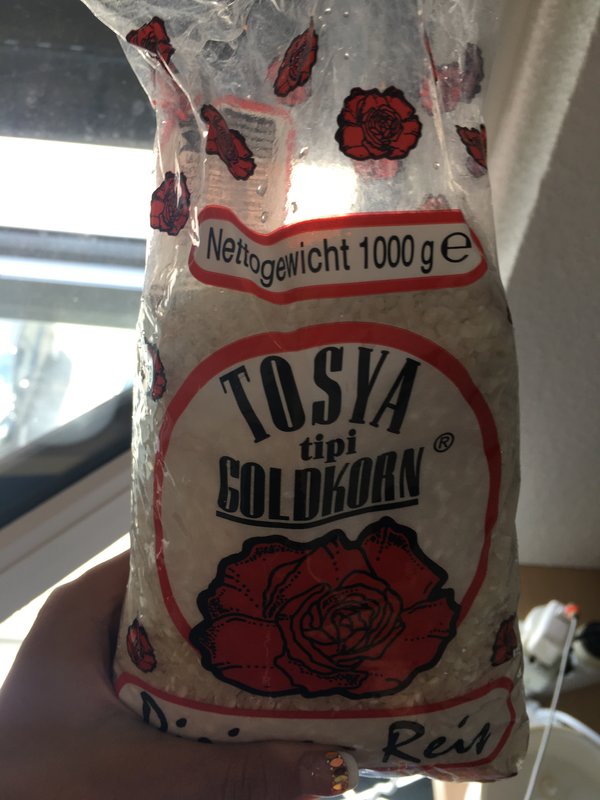 Nettogewicht 1000 g e
TOSYA
tipi
GOLDKORN ®
Reis